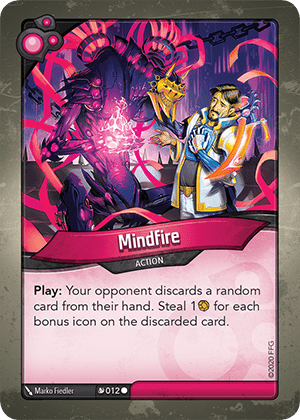 Mindfire
ACTION
Play: Your opponent discards a random
card from their hand. Steal 1 for each
bonus icon on the discarded card.
Marko Fiedler
012
©2020 FFG